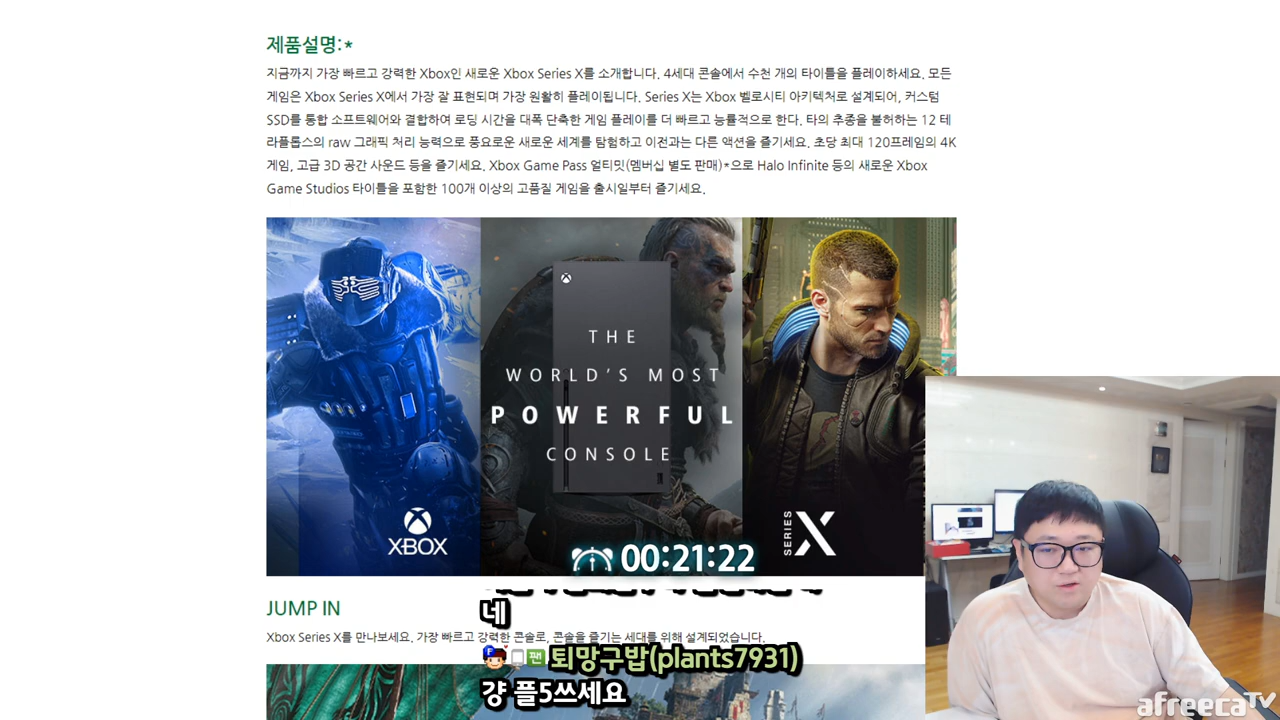 제품설명:*
지금까지 가장 빠르고 강력한 Xbox인 새로운 Xbox Series X를 소개합니다. 4세대 콘솔에서 수천 개의 타이틀을 플레이하세요. 모든
게임은 Xbox Series X에서 가장 잘 표현되며 가장 원활히 플레이됩니다. Series X는 Xbox 벨로시티 아키텍처로 설계되어, 커스텀
SSD를 통합 소프트웨어와 결합하여 로딩 시간을 대폭 단축한 게임 플레이를 더 빠르고 능률적으로 한다. 타의 추종을 불허하는 12 테
라플롭스의 raw 그래픽 처리 능력으로 풍요로운 새로운 세계를 탐험하고 이전과는 다른 액션을 즐기세요. 초당 최대 120프레임의 4K
게임, 고급 3D 공간 사운드 등을 즐기세요. Xbox Game Pass 얼티밋(멤버십 별도 판매)*으로 Halo Infinite 등의 새로운 Xbox
Game Studios 타이틀을 포함한 100개 이상의 고품질 게임을 출시일부터 즐기세요.
THE
WORLD'S MOST
POWERFUL
CONSOLE
XBOX
SERIES X
00:21:22
JUMP IN
네
Xbox Series X를 만나보세요. 가장 빠르고 강력한 콘솔로, 콘솔을 즐기는 세대를 위해 설계되었습니다.
F 팬 퇴망구밥(plants7931)
걍 플5쓰세요
afreecaTV